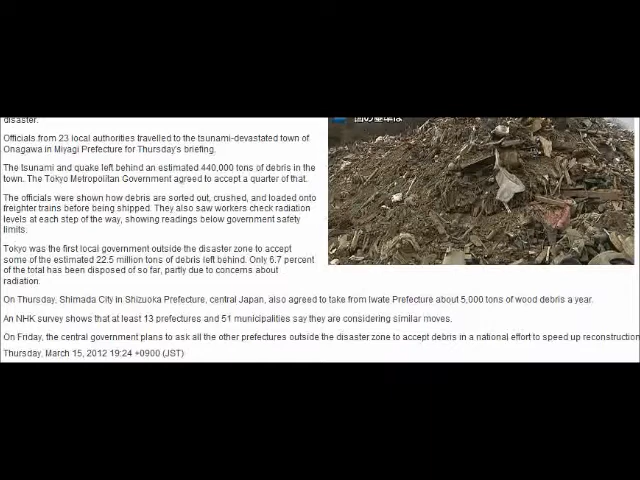 disaster.
Officials from 23 local authorities travelled to the tsunami-devastated town of
Onagawa in Miyagi Prefecture for Thursday's briefing.
The tsunami and quake left behind an estimated 440,000 tons of debris in the
town. The Tokyo Metropolitan Government agreed to accept a quarter of that.
The officials were shown how debris are sorted out, crushed, and loaded onto
freighter trains before being shipped. They also saw workers check radiation
levels at each step of the way, showing readings below government safety
limits.
Tokyo was the first local government outside the disaster zone to accept
some of the estimated 22.5 million tons of debris left behind. Only 6.7 percent
of the total has been disposed of so far, partly due to concerns about
radiation.
On Thursday, Shimada City in Shizuoka Prefecture, central Japan, also agreed to take from Iwate Prefecture about 5,000 tons of wood debris a year.
An NHK survey shows that at least 13 prefectures and 51 municipalities say they are considering similar moves.
On Friday, the central government plans to ask all the other prefectures outside the disaster zone to accept debris in a national effort to speed up reconstruction
Thursday, March 15, 2012 19:24 +0900 (JST)